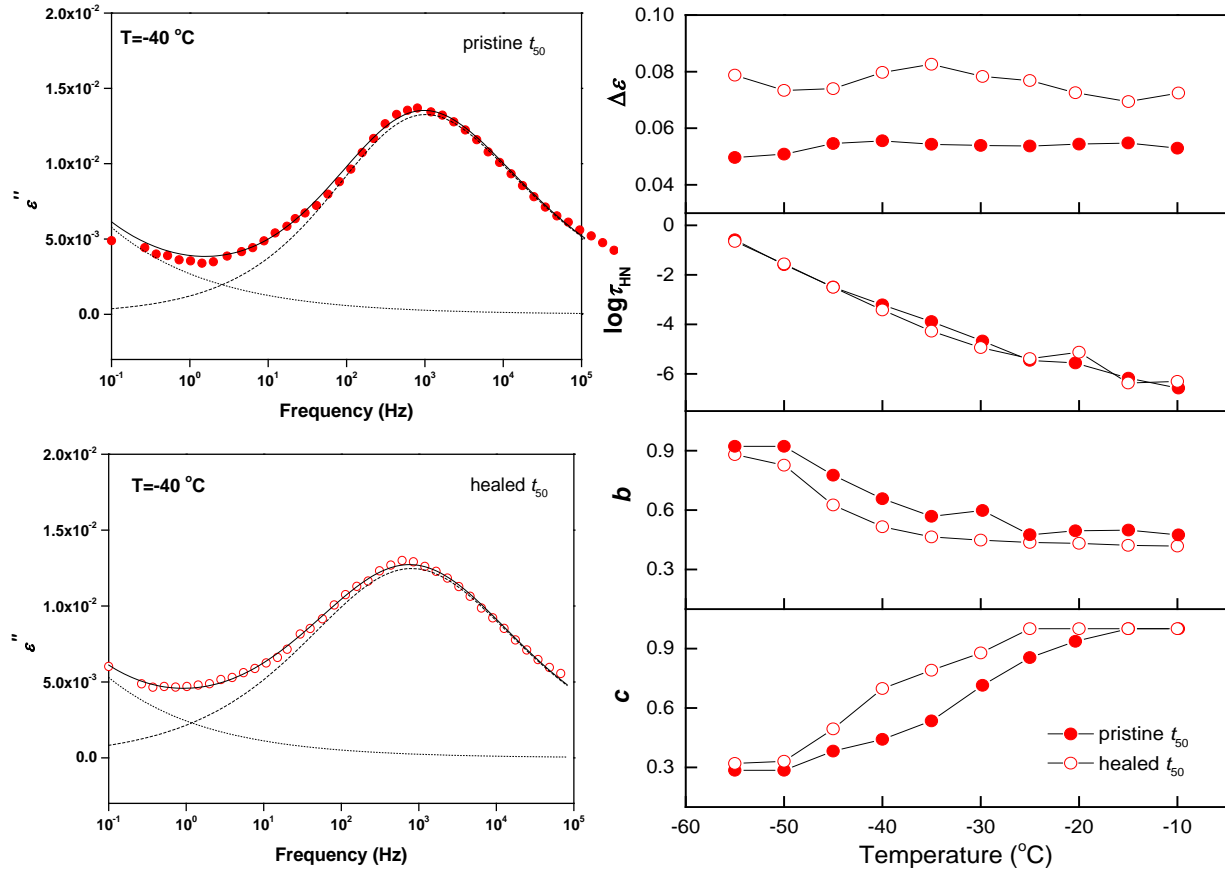 2.0x10⁻²
T=-40 °C
pristine t₅₀
1.5x10⁻²
1.0x10⁻²
ε''
5.0x10⁻³
0.0
10⁻¹ 10⁰ 10¹ 10² 10³ 10⁴ 10⁵
Frequency (Hz)
2.0x10⁻²
T=-40 °C
healed t₅₀
1.5x10⁻²
1.0x10⁻²
ε''
5.0x10⁻³
0.0
10⁻¹ 10⁰ 10¹ 10² 10³ 10⁴ 10⁵
Frequency (Hz)
0.10
0.08
Δε
0.06
0.04
0
-2
logτHN
-4
-6
0.9
b
0.6
0.3
0.9
c
0.6
0.3
pristine t₅₀
healed t₅₀
-60 -50 -40 -30 -20 -10
Temperature (°C)